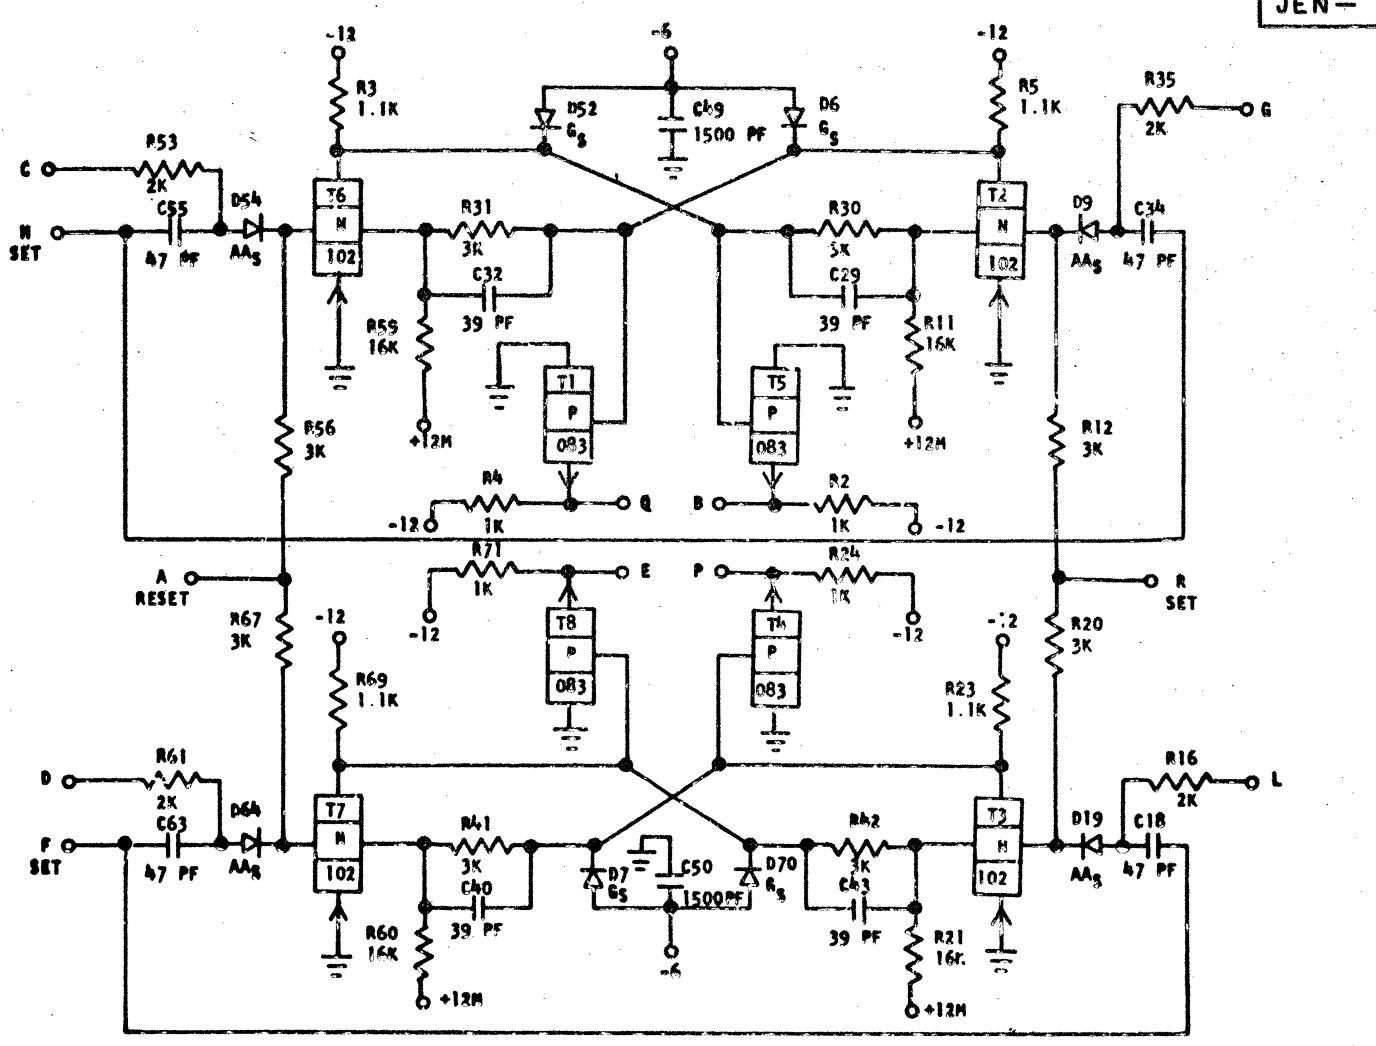 JEN—
-12
-6
-12
R3
1.1K
D52
GS
C49
1500 PF
D6
GS
R5
1.1K
R35
2K
G
R53
2K
C
C55
47 PF
D54
AAS
T6
N
102
R31
3K
C32
39 PF
R30
3K
C29
39 PF
T2
N
102
D9
AAS
C34
47 PF
SET
R59
16K
+12M
T1
P
083
T5
P
083
R11
16K
+12M
R56
3K
R12
3K
R4
1K
-12
Q
B
R2
1K
-12
A
RESET
R71
1K
-12
E
P
R24
1K
-12
R
SET
R67
3K
-12
T8
P
083
T4
P
083
-12
R20
3K
R69
1.1K
R23
1.1K
D
R61
2K
R16
2K
L
F
SET
C63
47 PF
D64
AAS
T7
N
102
R41
3K
C40
39 PF
D7
GS
C50
1500PF
D70
GS
R42
3K
C43
39 PF
T3
N
102
D19
AAS
C18
47 PF
R60
16K
+12M
-6
R21
16K
+12M